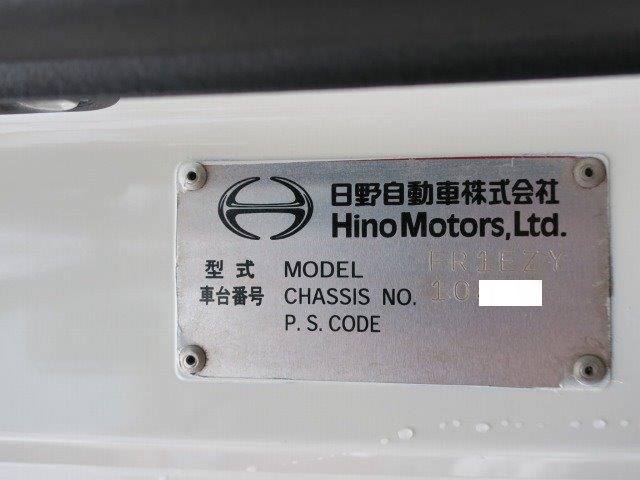 日野自動車株式会社
Hino Motors, Ltd.
型式 MODEL FR1EZY
車台番号 CHASSIS NO. 10
P. S. CODE